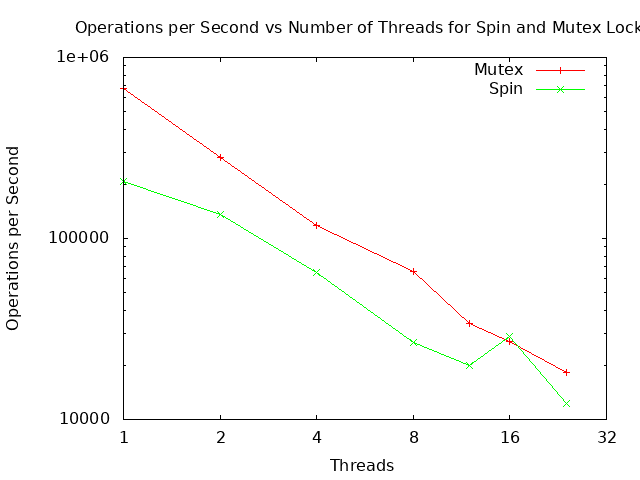 Operations per Second vs Number of Threads for Spin and Mutex Lock
1e+06
Mutex
Spin
Operations per Second
100000
10000
1 2 4 8 16 32
Threads